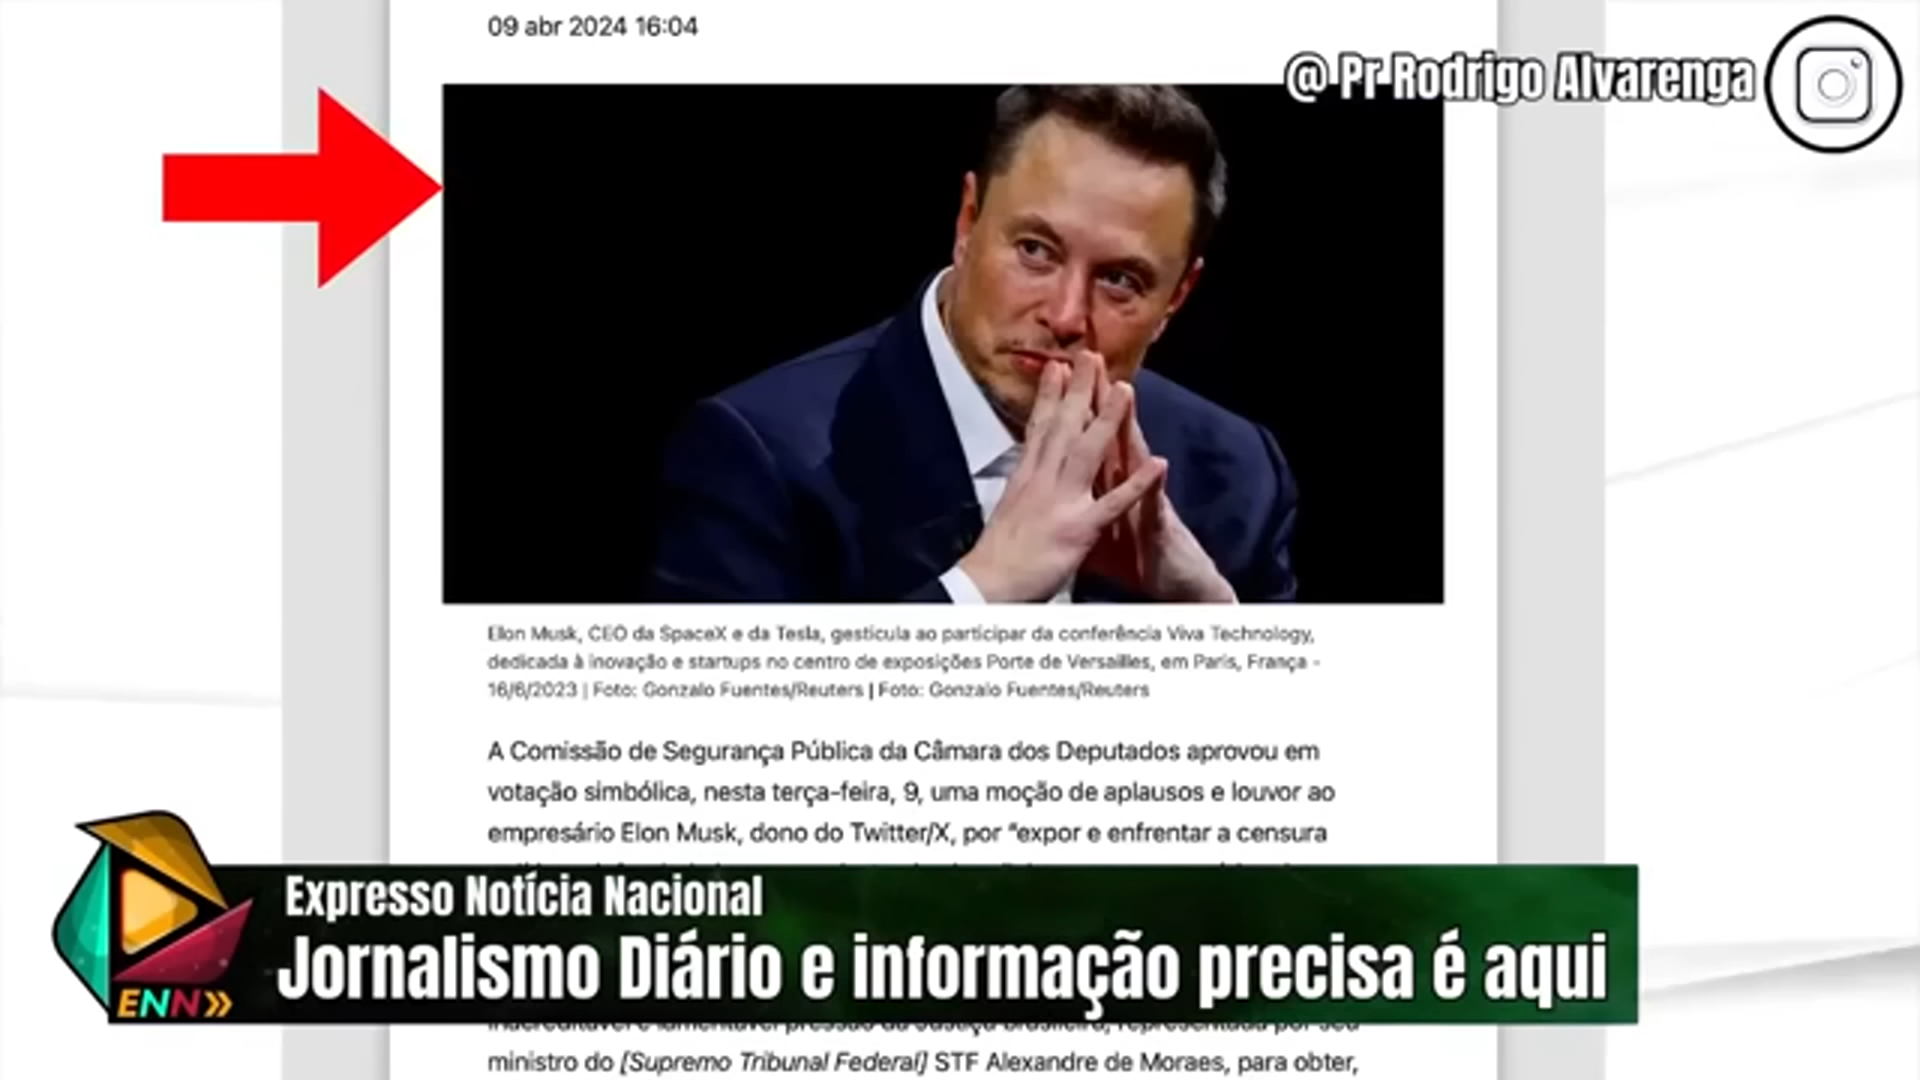 09 abr 2024 16:04
@ Pr Rodrigo Alvarenga
Elon Musk, CEO da SpaceX e da Tesla, gesticula ao participar da conferência Viva Technology,
dedicada à inovação e startups no centro de exposições Porte de Versailles, em Paris, França -
16/6/2023 | Foto: Gonzalo Fuentes/Reuters | Foto: Gonzalo Fuentes/Reuters
A Comissão de Segurança Pública da Câmara dos Deputados aprovou em
votação simbólica, nesta terça-feira, 9, uma moção de aplausos e louvor ao
empresário Elon Musk, dono do Twitter/X, por “expor e enfrentar a censura
Expresso Notícia Nacional
Jornalismo Diário e informação precisa é aqui
ENN
ministro do [Supremo Tribunal Federal] STF Alexandre de Moraes, para obter,